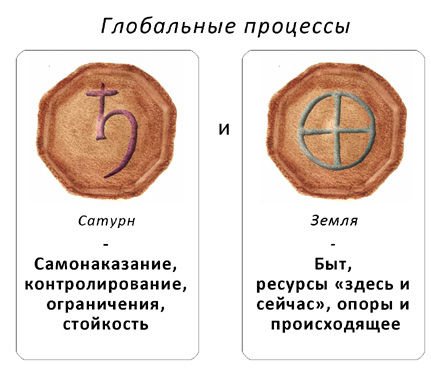 Глобальные процессы
и
Сатурн
-
Самонаказание,
контролирование,
ограничения,
стойкость
Земля
-
Быт,
ресурсы «здесь и
сейчас», опоры и
происходящее